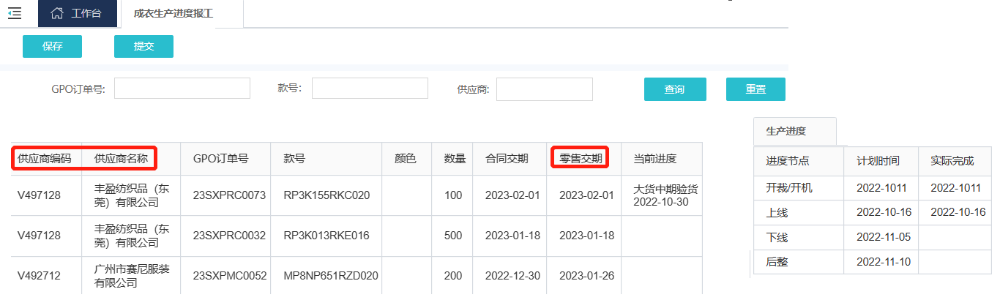 工作台
成衣生产进度报工
保存
提交
GPO订单号:
款号:
供应商:
查询
重置
供应商编码 供应商名称 GPO订单号 款号 颜色 数量 合同交期 零售交期 当前进度
V497128 丰盈纺织品（东 23SXPRC0073 RP3K155RKC020 100 2023-02-01 2023-02-01 大货中期验货
莞）有限公司 2022-10-30
V497128 丰盈纺织品（东 23SXPRC0032 RP3K013RKE016 500 2023-01-18 2023-01-18
莞）有限公司
V492712 广州市赛尼服装 23SXPMC0052 MP8NP651RZD020 200 2022-12-30 2023-01-26
有限公司
生产进度
进度节点 计划时间 实际完成
开裁/开机 2022-1011 2022-1011
上线 2022-10-16 2022-10-16
下线 2022-11-05
后整 2022-11-10